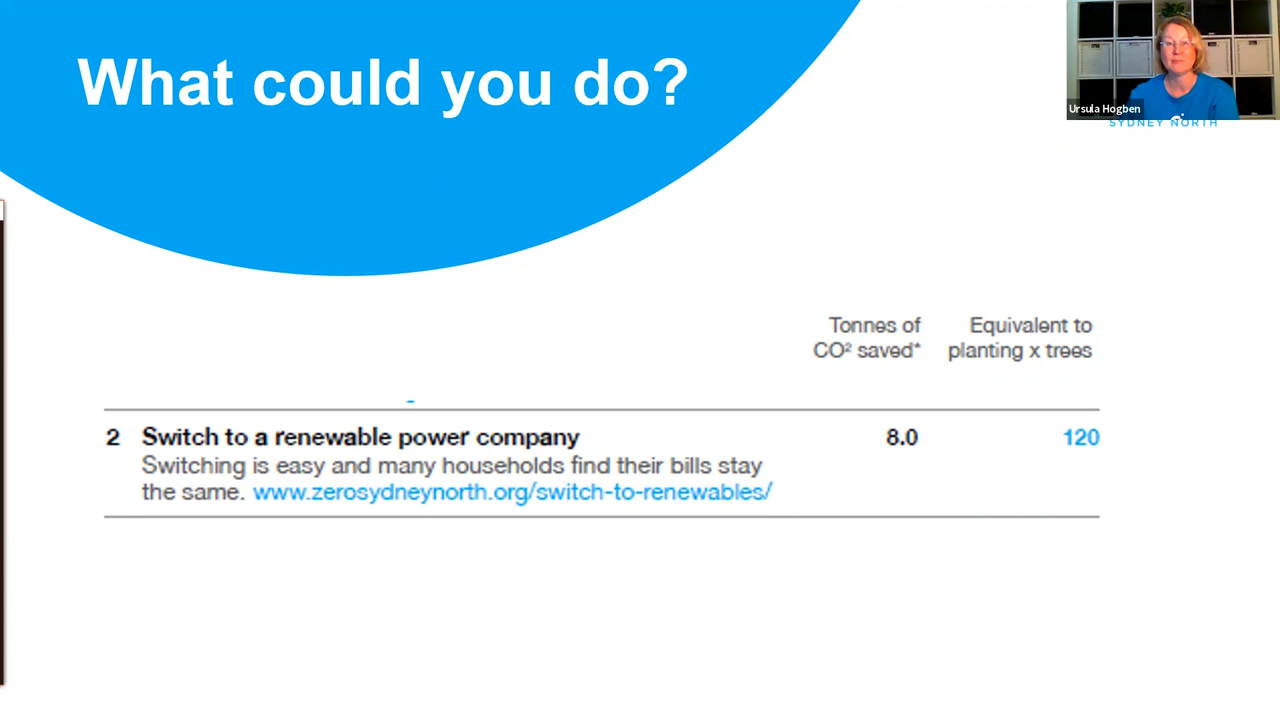 What could you do?
Ursula Hogben
SYDNEY NORTH
Tonnes of
CO² saved*
Equivalent to
planting x trees
2 Switch to a renewable power company 8.0 120
Switching is easy and many households find their bills stay
the same. www.zerosydneynorth.org/switch-to-renewables/